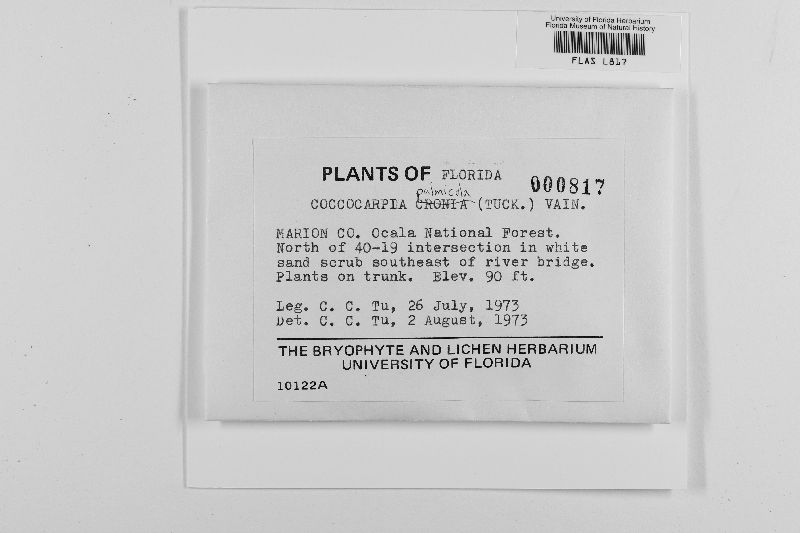 University of Florida Herbarium
Florida Museum of Natural History
FLAS L817
PLANTS OF FLORIDA
000817
palmicola
COCCOCARPIA CRONIA (TUCK.) VAIN.
MARION CO. Ocala National Forest.
North of 40-19 intersection in white
sand scrub southeast of river bridge.
Plants on trunk. Elev. 90 ft.
Leg. C. C. Tu, 26 July, 1973
Det. C. C. Tu, 2 August, 1973
THE BRYOPHYTE AND LICHEN HERBARIUM
UNIVERSITY OF FLORIDA
10122A